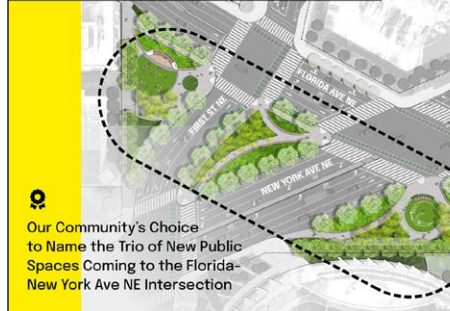 FLORIDA AVE NE
FIRST ST NE
NEW YORK AVE NE
Our Community's Choice
to Name the Trio of New Public
Spaces Coming to the Florida-
New York Ave NE Intersection